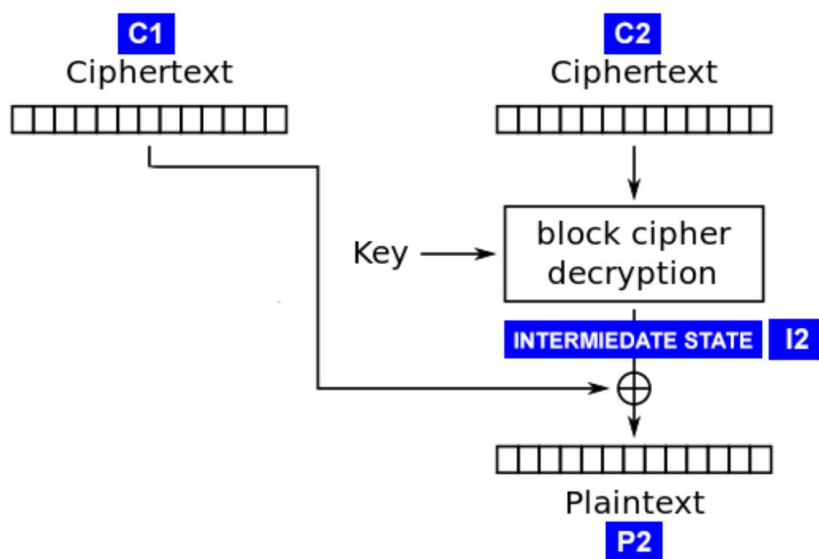 C1
Ciphertext
C2
Ciphertext
Key
block cipher
decryption
INTERMIEDATE STATE
I2
Plaintext
P2